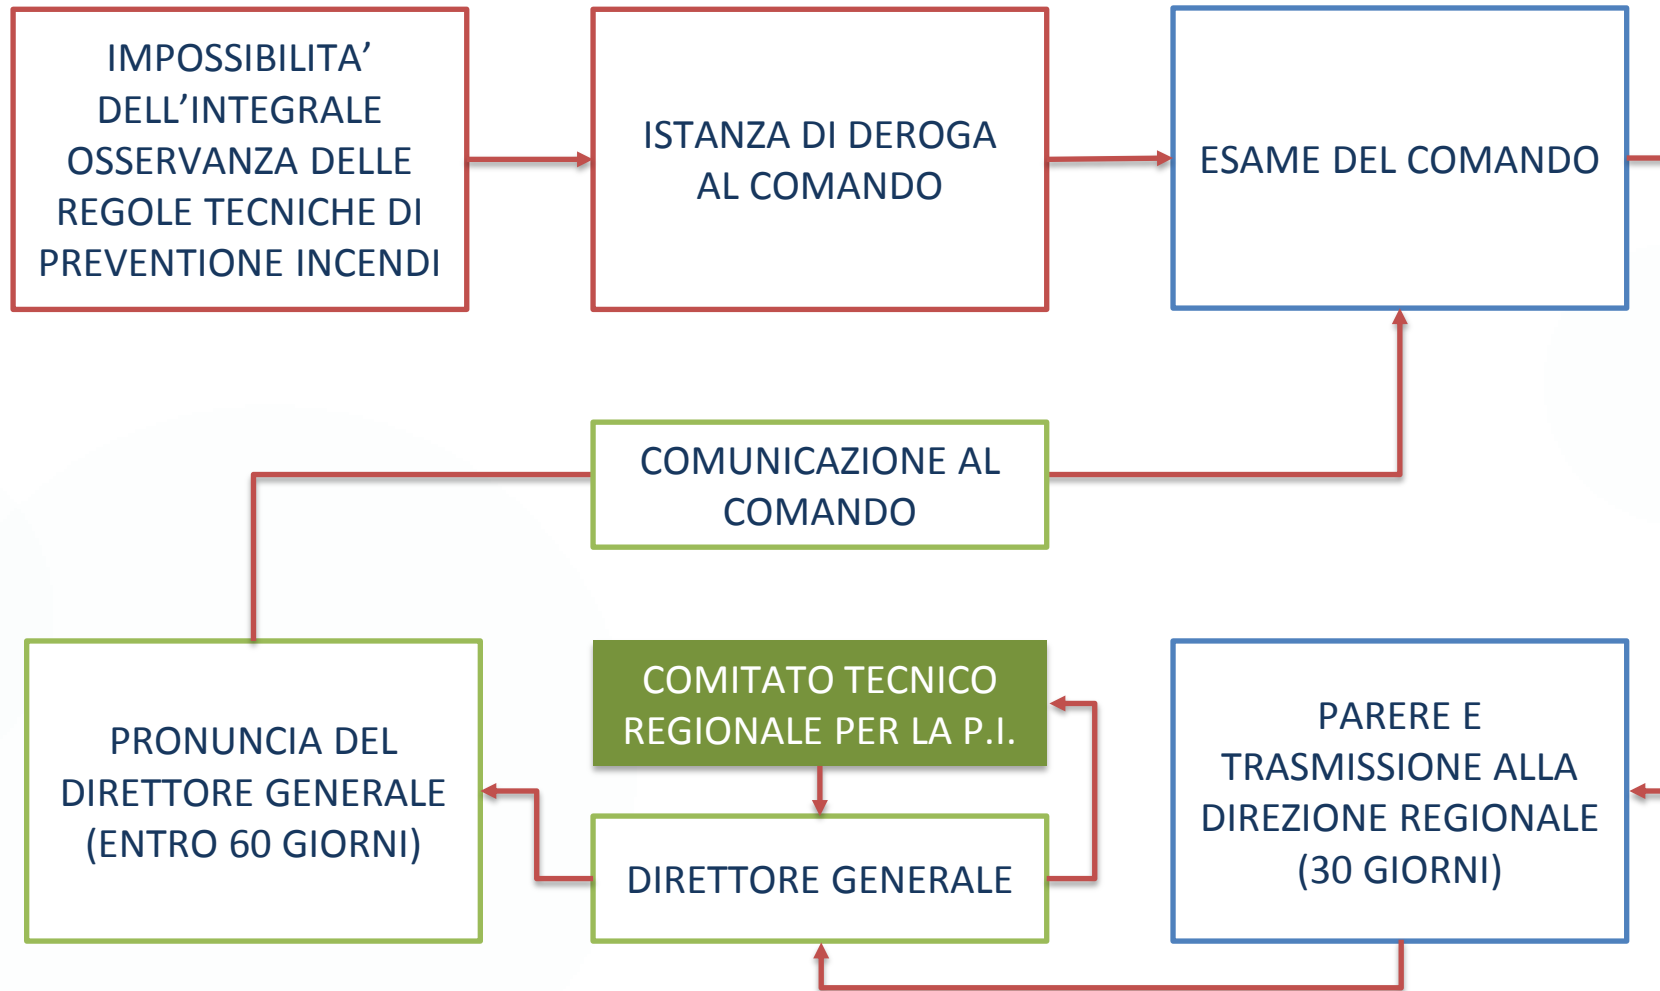 IMPOSSIBILITA’
DELL’INTEGRALE
OSSERVANZA DELLE
REGOLE TECNICHE DI
PREVENTIONE INCENDI
ISTANZA DI DEROGA
AL COMANDO
ESAME DEL COMANDO
COMUNICAZIONE AL
COMANDO
PRONUNCIA DEL
DIRETTORE GENERALE
(ENTRO 60 GIORNI)
COMITATO TECNICO
REGIONALE PER LA P.I.
DIRETTORE GENERALE
PARERE E
TRASMISSIONE ALLA
DIREZIONE REGIONALE
(30 GIORNI)